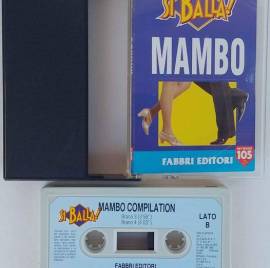 SI BALLA!
MAMBO
105
FABBRI EDITORI
SI BALLA!
MAMBO COMPILATION
LATO
B
FABBRI EDITORI